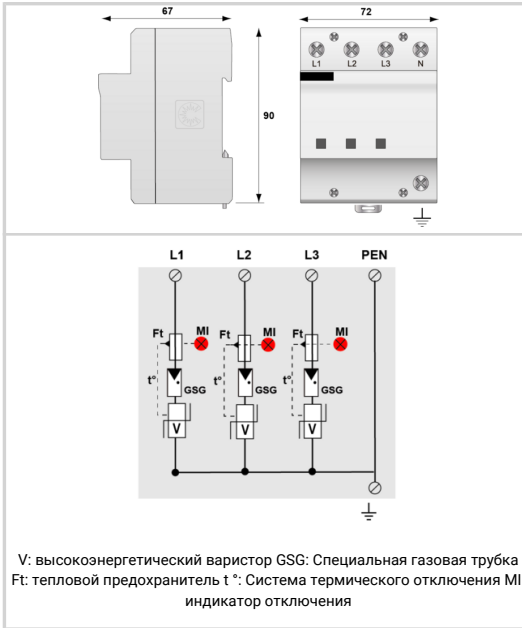 67
72
90
L1 L2 L3 N
L1 L2 L3 PEN
Ft MI Ft MI Ft MI
t° GSG t° GSG t° GSG
V V V
V: высокоэнергетический варистор GSG: Специальная газовая трубка
Ft: тепловой предохранитель t °: Система термического отключения MI
индикатор отключения